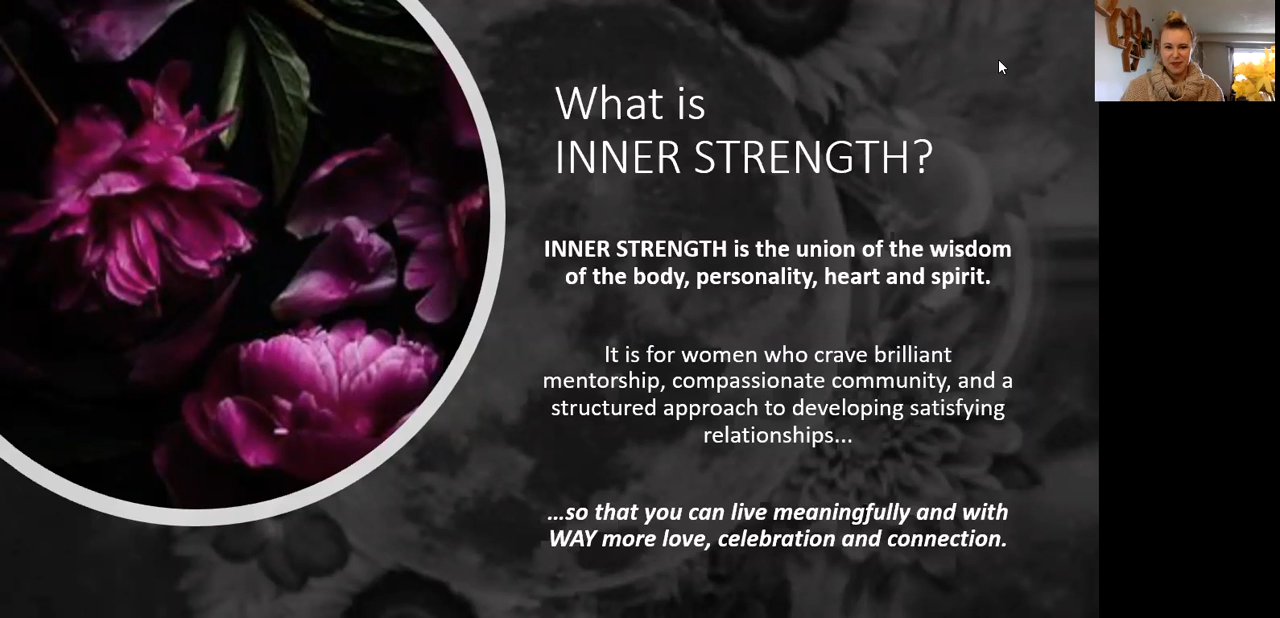 What is
INNER STRENGTH?
INNER STRENGTH is the union of the wisdom
of the body, personality, heart and spirit.
It is for women who crave brilliant
mentorship, compassionate community, and a
structured approach to developing satisfying
relationships...
...so that you can live meaningfully and with
WAY more love, celebration and connection.